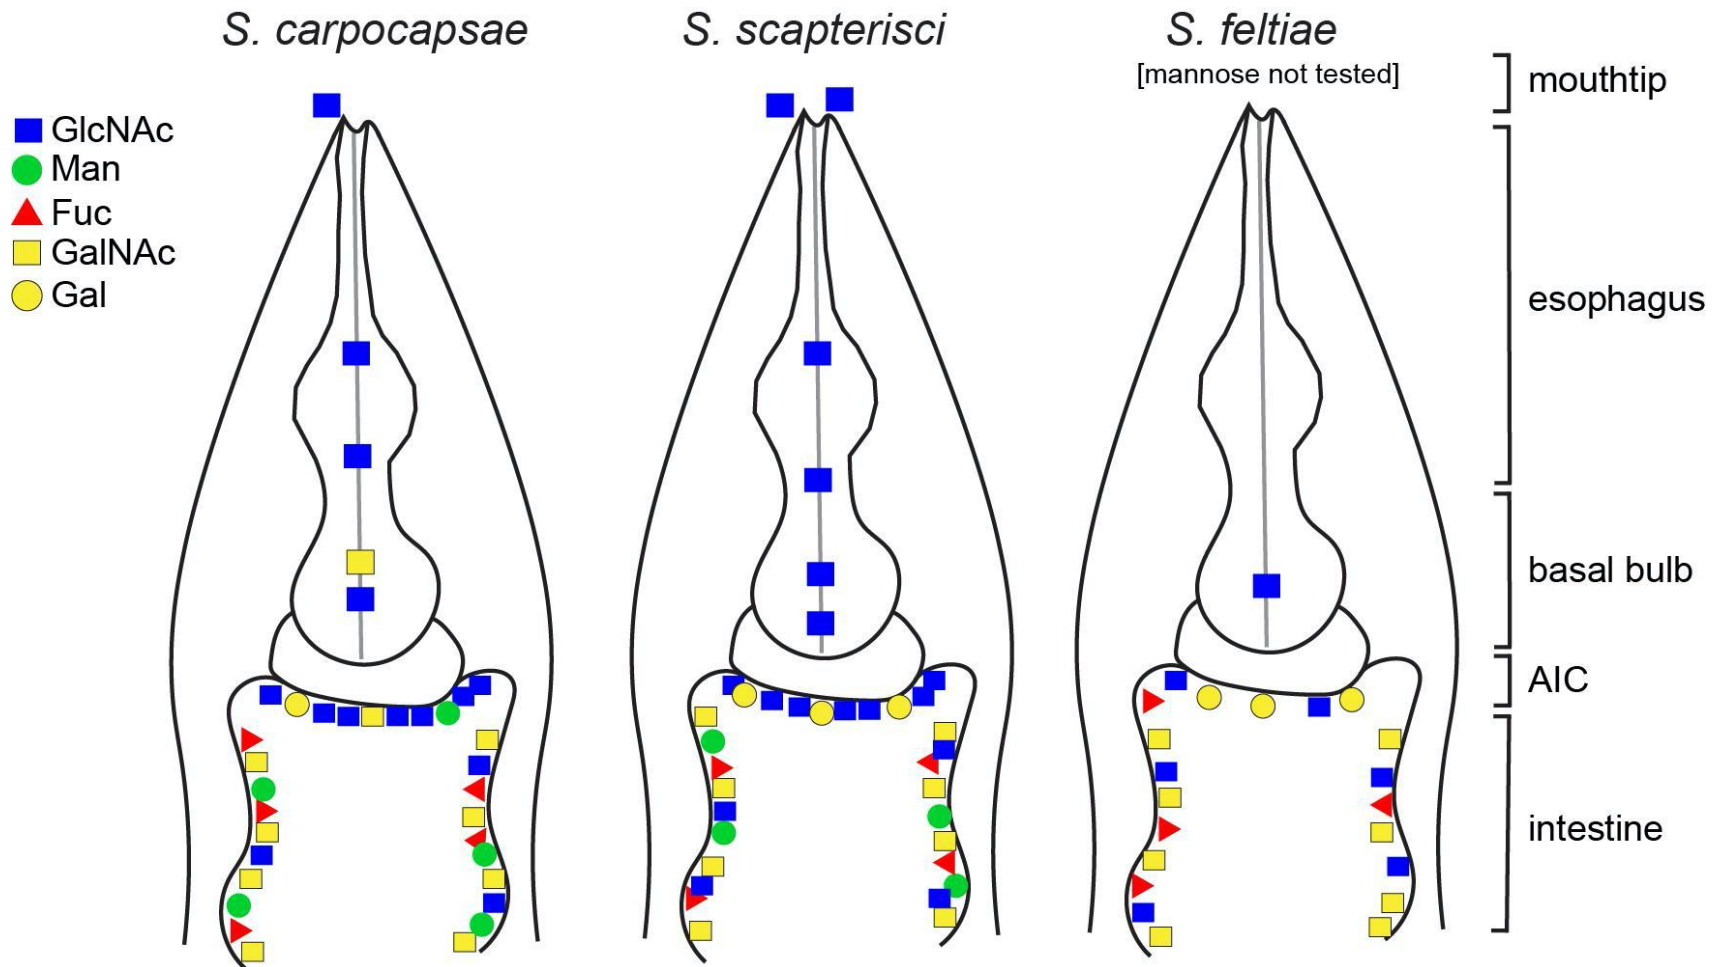 S. carpocapsae
S. scapterisci
S. feltiae
[mannose not tested]
GlcNAc
Man
Fuc
GalNAc
Gal
mouthtip
esophagus
basal bulb
AIC
intestine